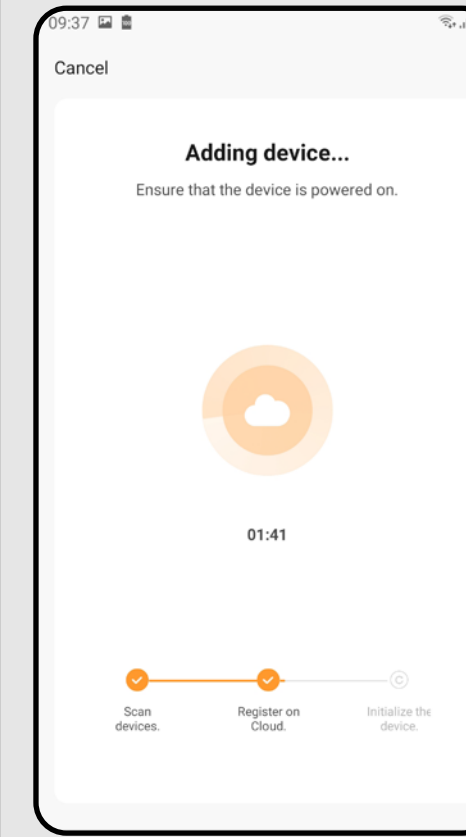 09:37
Cancel
Adding device...
Ensure that the device is powered on.
01:41
Scan
devices.
Register on
Cloud.
Initialize the
device.